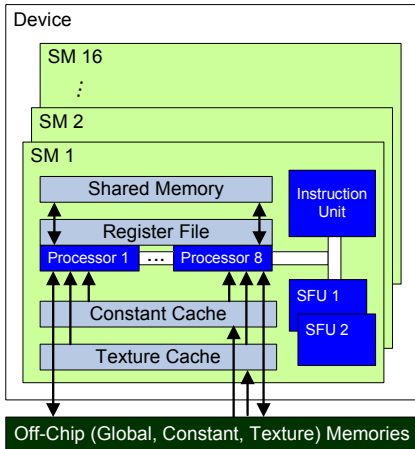 Device
SM 16
⋮
SM 2
SM 1
Shared Memory
Instruction
Unit
Register File
Processor 1 ... Processor 8
SFU 1
Constant Cache
SFU 2
Texture Cache
Off-Chip (Global, Constant, Texture) Memories